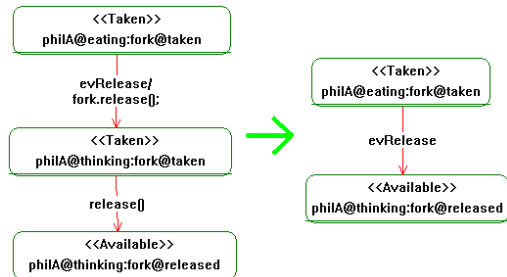 <<Taken>>
philA@eating:fork@taken
evRelease/
fork.release();
<<Taken>>
philA@thinking:fork@taken
release()
<<Available>>
philA@thinking:fork@released
<<Taken>>
philA@eating:fork@taken
evRelease
<<Available>>
philA@thinking:fork@released